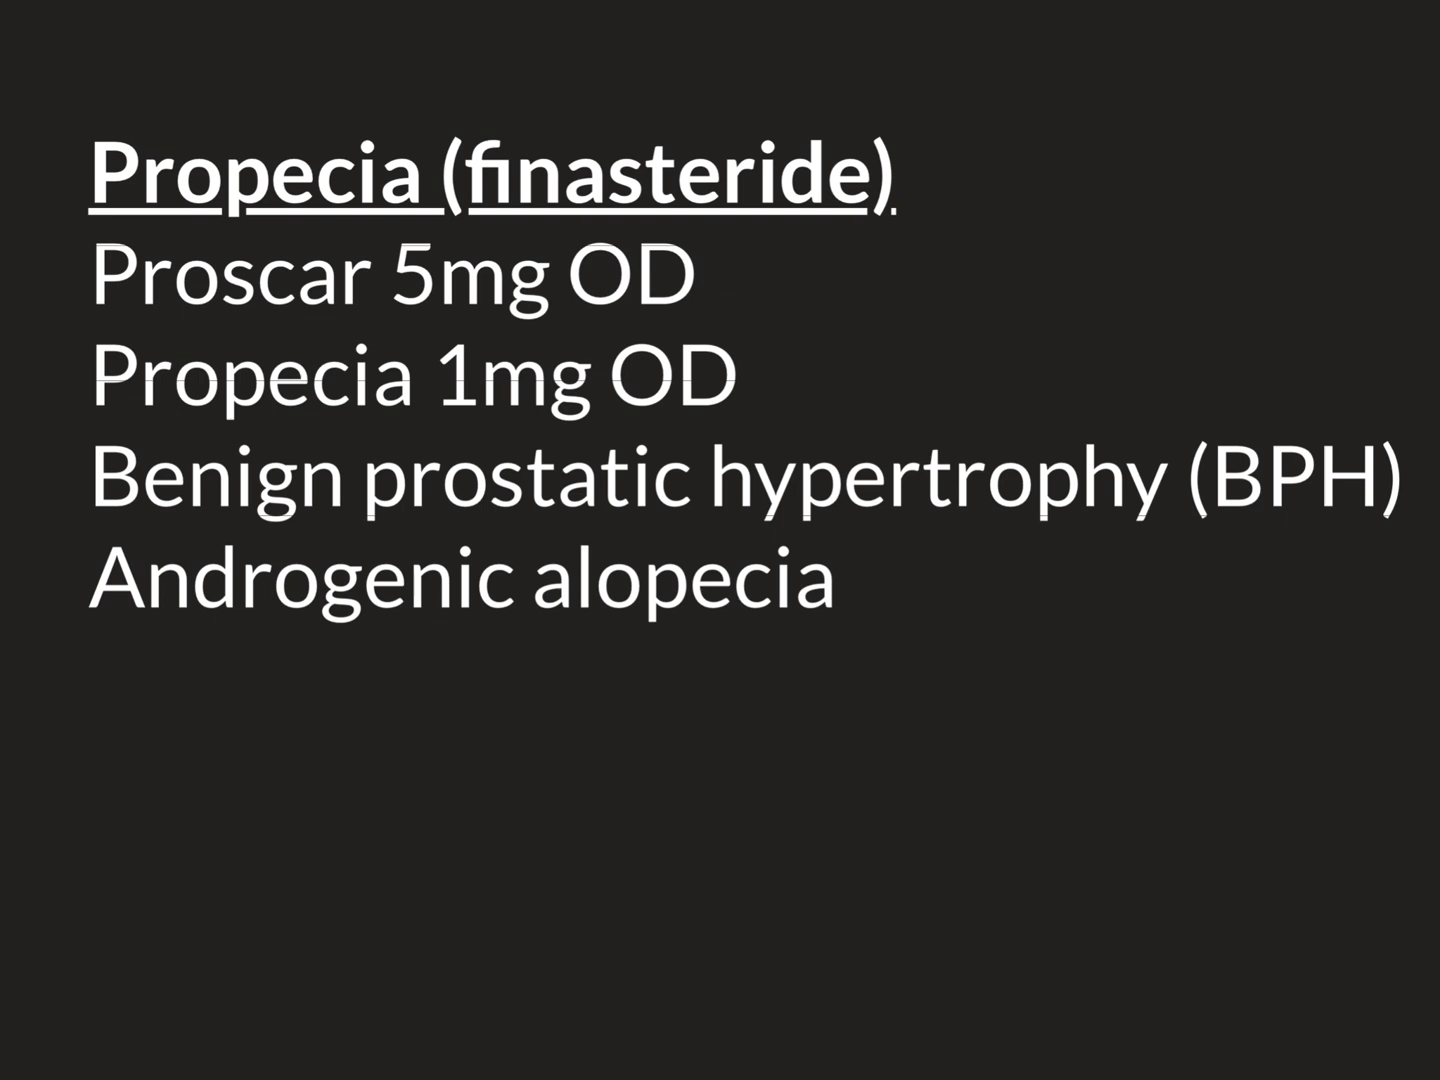 Propecia (finasteride)
Proscar 5mg OD
Propecia 1mg OD
Benign prostatic hypertrophy (BPH)
Androgenic alopecia